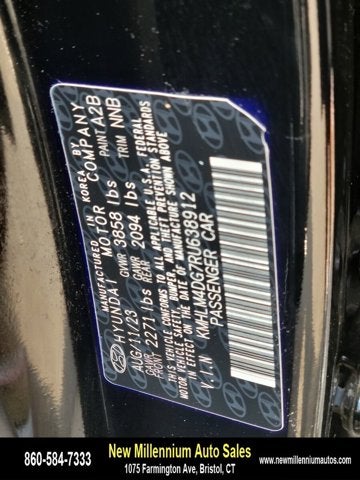 MANUFACTURED IN KOREA BY
HYUNDAI MOTOR COMPANY
AUG/11/23 GVWR 3858 lbs PAINT A2B
GAWR FRONT 2271 lbs GAWR REAR 2094 lbs TRIM NNB
THIS VEHICLE CONFORMS TO ALL APPLICABLE U.S.A. FEDERAL
MOTOR VEHICLE SAFETY, BUMPER, AND THEFT PREVENTION STANDARDS
IN EFFECT ON THE DATE OF MANUFACTURE SHOWN ABOVE
V.I.N KMHLM4DG7RU638912
PASSENGER CAR
860-584-7333
New Millennium Auto Sales
1075 Farmington Ave, Bristol, CT
www.newmillenniumautos.com